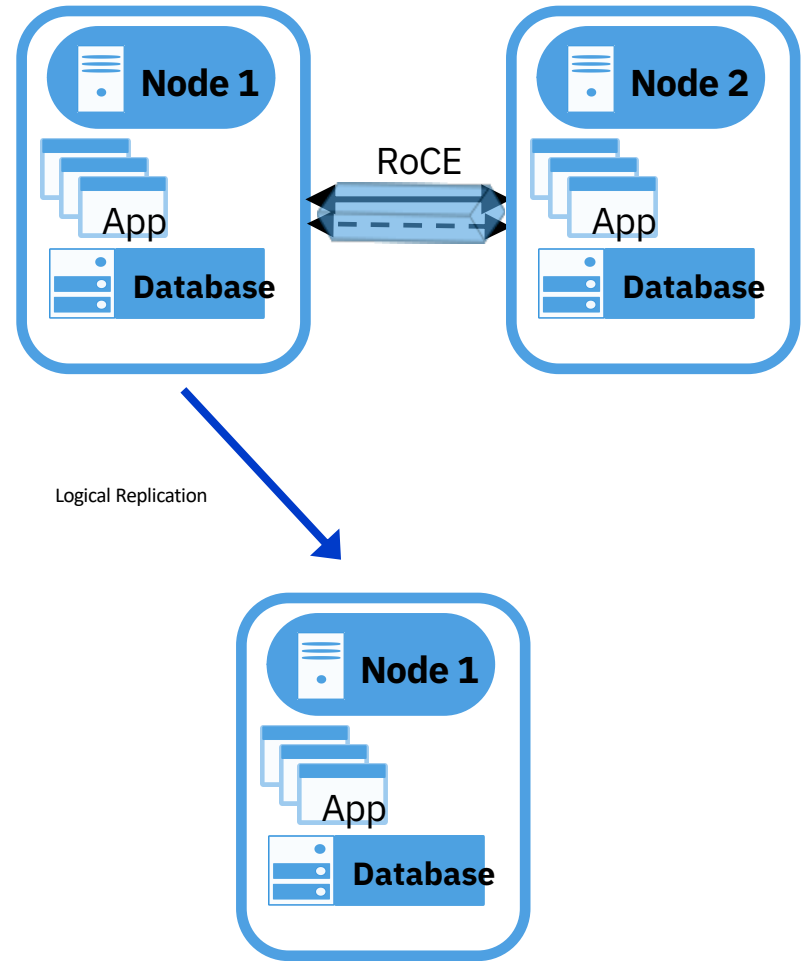 Node 1
Node 2
RoCE
App
App
Database
Database
Logical Replication
Node 1
App
Database